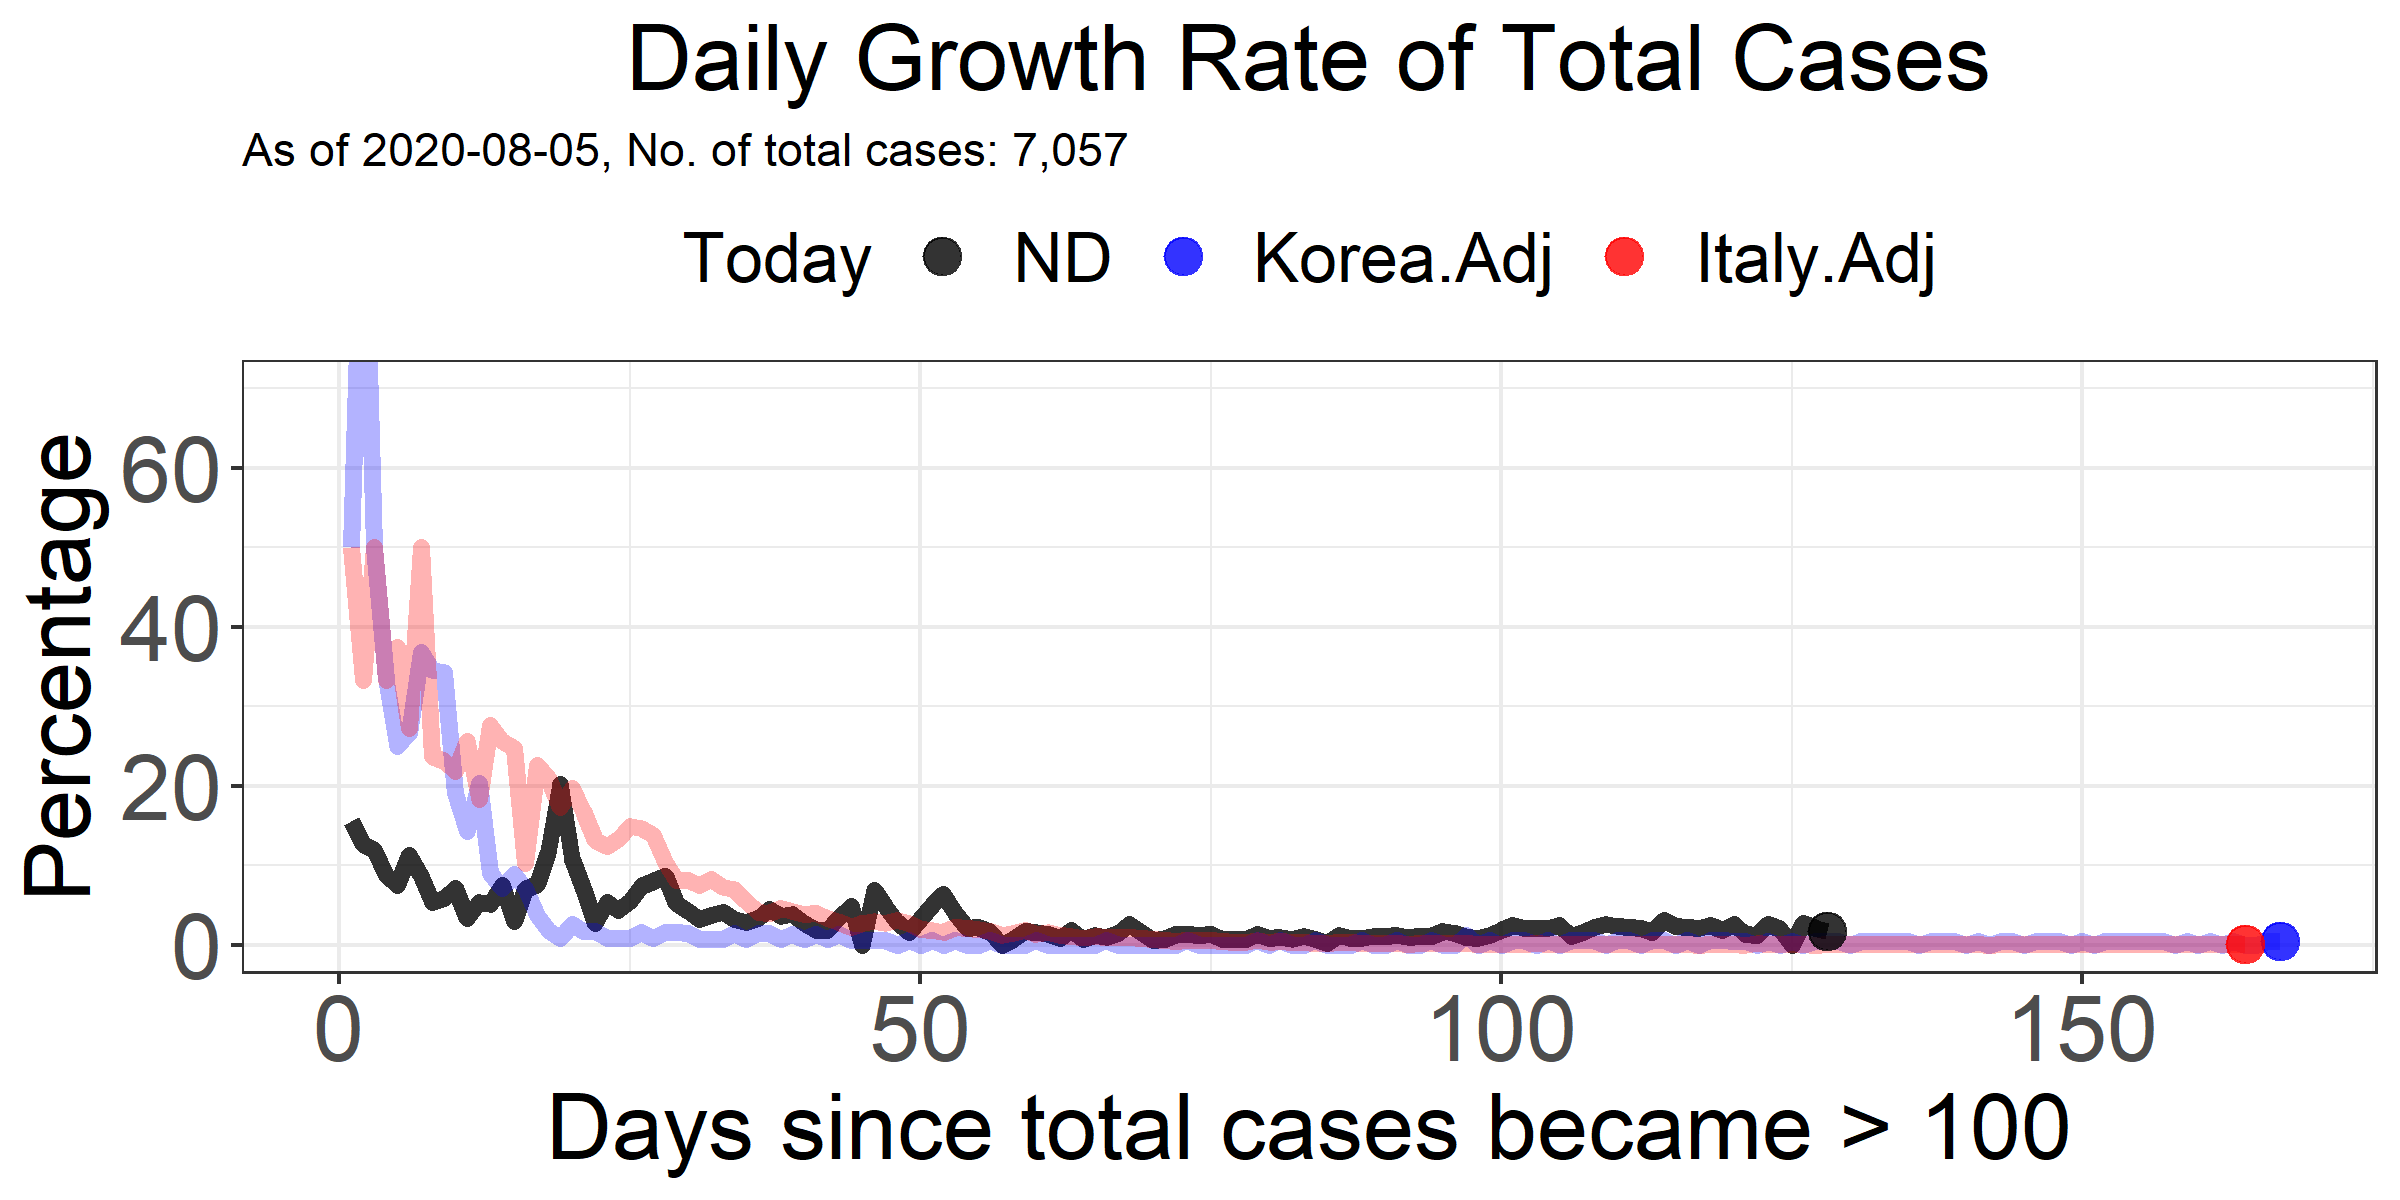 Daily Growth Rate of Total Cases
As of 2020-08-05, No. of total cases: 7,057
Today ND Korea.Adj Italy.Adj
Percentage
60
40
20
0
0 50 100 150
Days since total cases became > 100